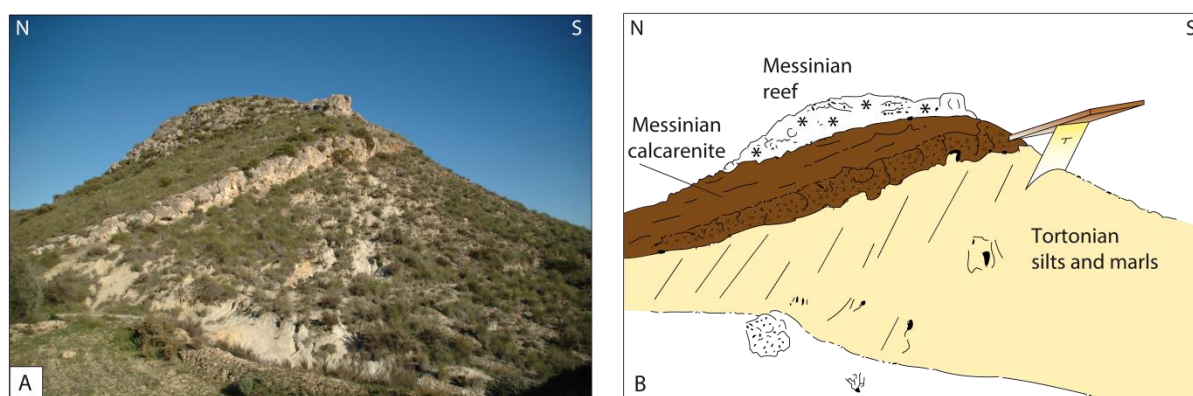 N
S
A
N
S
Messinian
reef
Messinian
calcarenite
Tortonian
silts and marls
B